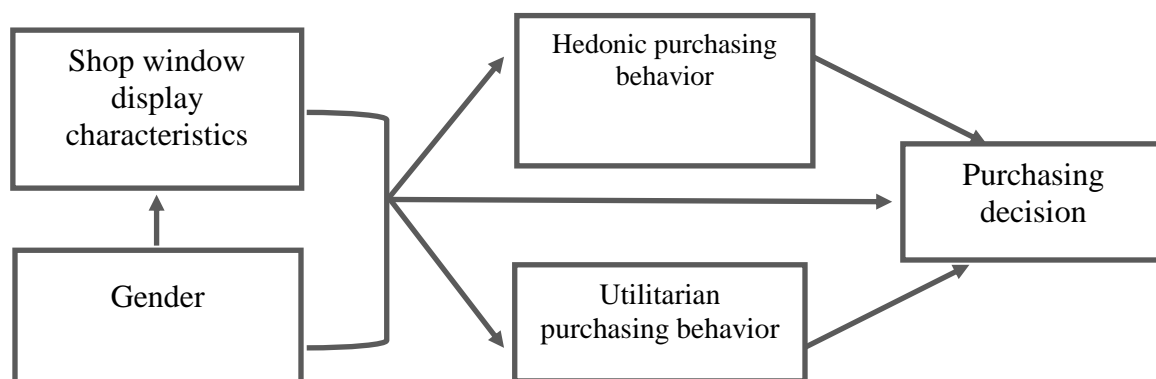 Shop window
display
characteristics
Hedonic purchasing
behavior
Purchasing
decision
Gender
Utilitarian
purchasing behavior